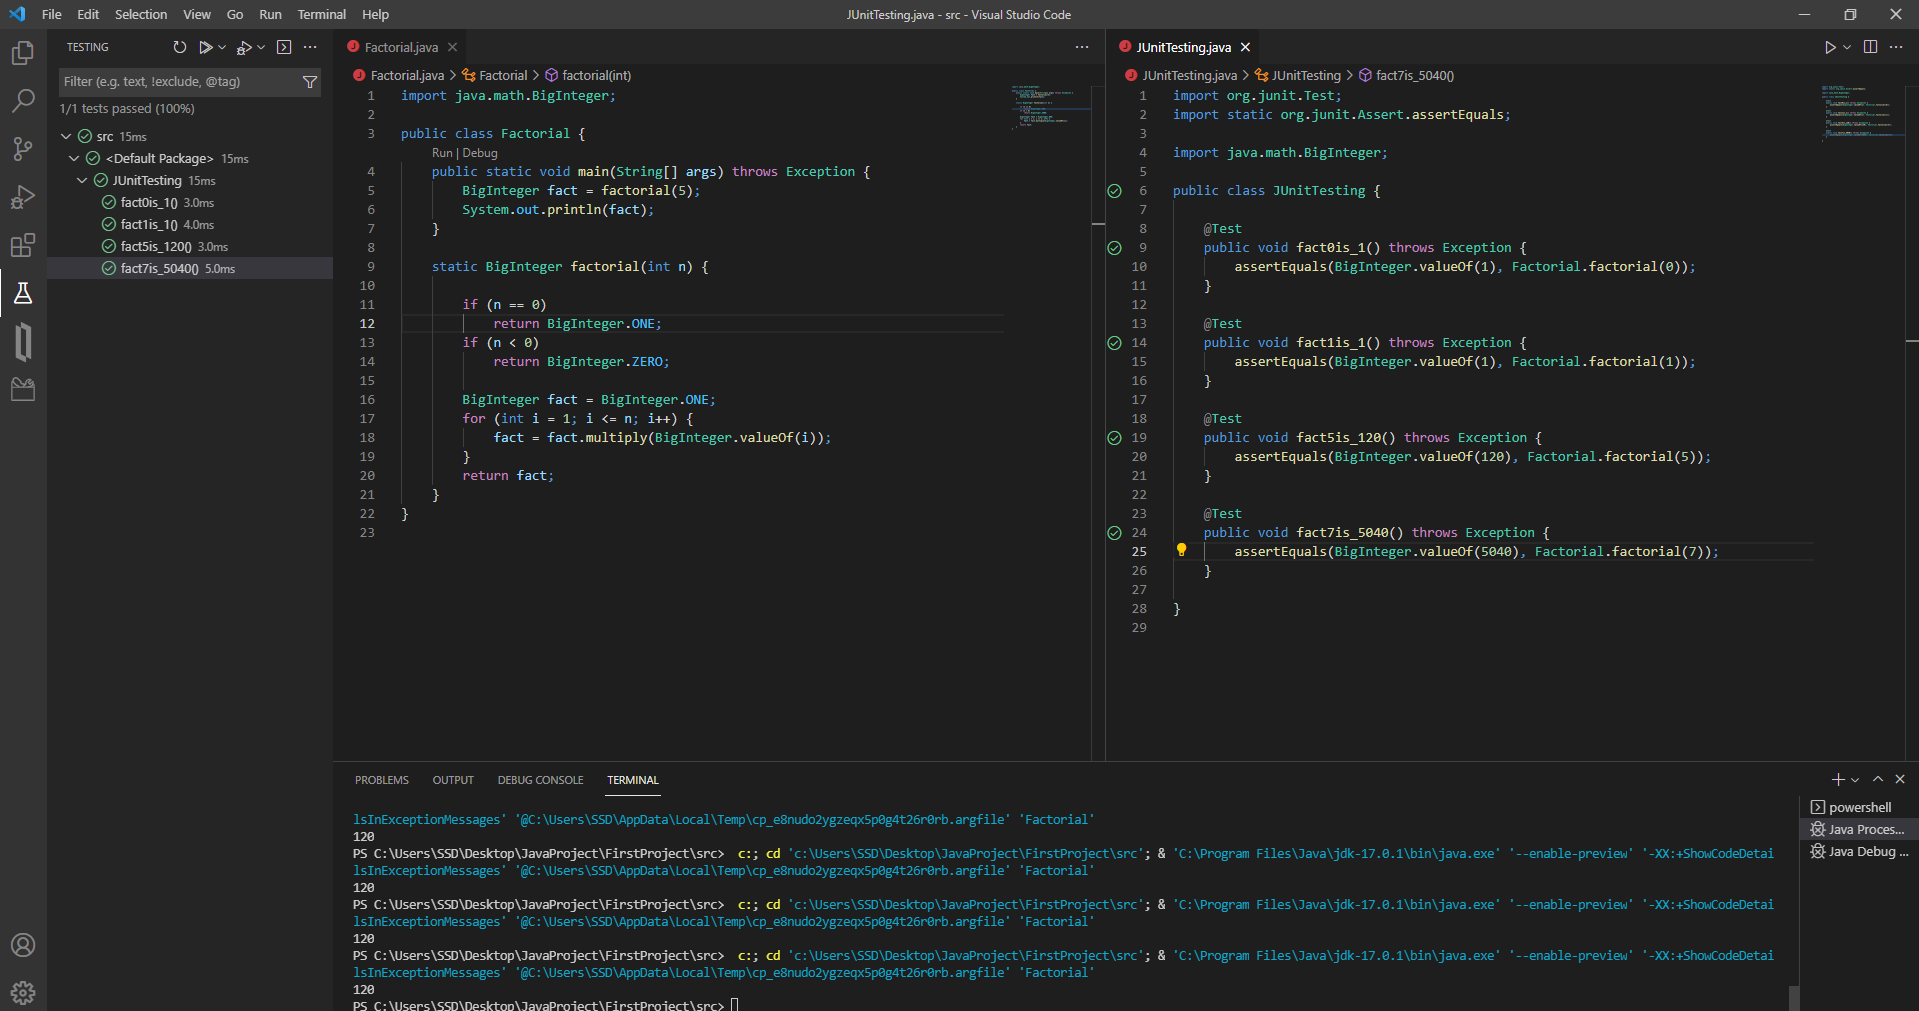 File Edit Selection View Go Run Terminal Help
JUnitTesting.java - src - Visual Studio Code
TESTING
Filter (e.g. text, !exclude, @tag)
1/1 tests passed (100%)
src 15ms
<Default Package> 15ms
JUnitTesting 15ms
fact0is_1() 3.0ms
fact1is_1() 4.0ms
fact5is_120() 3.0ms
fact7is_5040() 5.0ms
Factorial.java
Factorial.java > Factorial > factorial(int)
1 import java.math.BigInteger;
2
3 public class Factorial {
Run | Debug
4 public static void main(String[] args) throws Exception {
5 BigInteger fact = factorial(5);
6 System.out.println(fact);
7 }
8
9 static BigInteger factorial(int n) {
10
11 if (n == 0)
12 return BigInteger.ONE;
13 if (n < 0)
14 return BigInteger.ZERO;
15
16 BigInteger fact = BigInteger.ONE;
17 for (int i = 1; i <= n; i++) {
18 fact = fact.multiply(BigInteger.valueOf(i));
19 }
20 return fact;
21 }
22 }
23
JUnitTesting.java
JUnitTesting.java > JUnitTesting > fact7is_5040()
1 import org.junit.Test;
2 import static org.junit.Assert.assertEquals;
3
4 import java.math.BigInteger;
5
6 public class JUnitTesting {
7
8 @Test
9 public void fact0is_1() throws Exception {
10 assertEquals(BigInteger.valueOf(1), Factorial.factorial(0));
11 }
12
13 @Test
14 public void fact1is_1() throws Exception {
15 assertEquals(BigInteger.valueOf(1), Factorial.factorial(1));
16 }
17
18 @Test
19 public void fact5is_120() throws Exception {
20 assertEquals(BigInteger.valueOf(120), Factorial.factorial(5));
21 }
22
23 @Test
24 public void fact7is_5040() throws Exception {
25 assertEquals(BigInteger.valueOf(5040), Factorial.factorial(7));
26 }
27
28 }
29
PROBLEMS OUTPUT DEBUG CONSOLE TERMINAL
lsInExceptionMessages' '@C:\Users\SSD\AppData\Local\Temp\cp_e8nudo2ygzeqx5p0g4t26r0rb.argfile' 'Factorial'
120
PS C:\Users\SSD\Desktop\JavaProject\FirstProject\src> c:; cd 'c:\Users\SSD\Desktop\JavaProject\FirstProject\src'; & 'C:\Program Files\Java\jdk-17.0.1\bin\java.exe' '--enable-preview' '-XX:+ShowCodeDetai
lsInExceptionMessages' '@C:\Users\SSD\AppData\Local\Temp\cp_e8nudo2ygzeqx5p0g4t26r0rb.argfile' 'Factorial'
120
PS C:\Users\SSD\Desktop\JavaProject\FirstProject\src> c:; cd 'c:\Users\SSD\Desktop\JavaProject\FirstProject\src'; & 'C:\Program Files\Java\jdk-17.0.1\bin\java.exe' '--enable-preview' '-XX:+ShowCodeDetai
lsInExceptionMessages' '@C:\Users\SSD\AppData\Local\Temp\cp_e8nudo2ygzeqx5p0g4t26r0rb.argfile' 'Factorial'
120
PS C:\Users\SSD\Desktop\JavaProject\FirstProject\src> c:; cd 'c:\Users\SSD\Desktop\JavaProject\FirstProject\src'; & 'C:\Program Files\Java\jdk-17.0.1\bin\java.exe' '--enable-preview' '-XX:+ShowCodeDetai
lsInExceptionMessages' '@C:\Users\SSD\AppData\Local\Temp\cp_e8nudo2ygzeqx5p0g4t26r0rb.argfile' 'Factorial'
120
PS C:\Users\SSD\Desktop\JavaProject\FirstProject\src>
powershell
Java Proces...
Java Debug ...